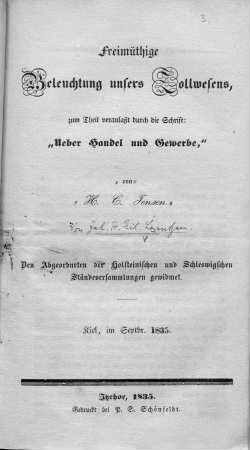 3.
Freimüthige
Beleuchtung unsers Zollwesens,
zum Theil veranlaßt durch die Schrift:
„Ueber Handel und Gewerbe,“
von
H. C. Jensen.
Den Abgeordneten der Holsteinischen und Schleswigschen
Ständeversammlungen gewidmet.
Kiel, im Septbr. 1835.
Itzehoe, 1835.
Gedruckt bei P. S. Schönfeldt.